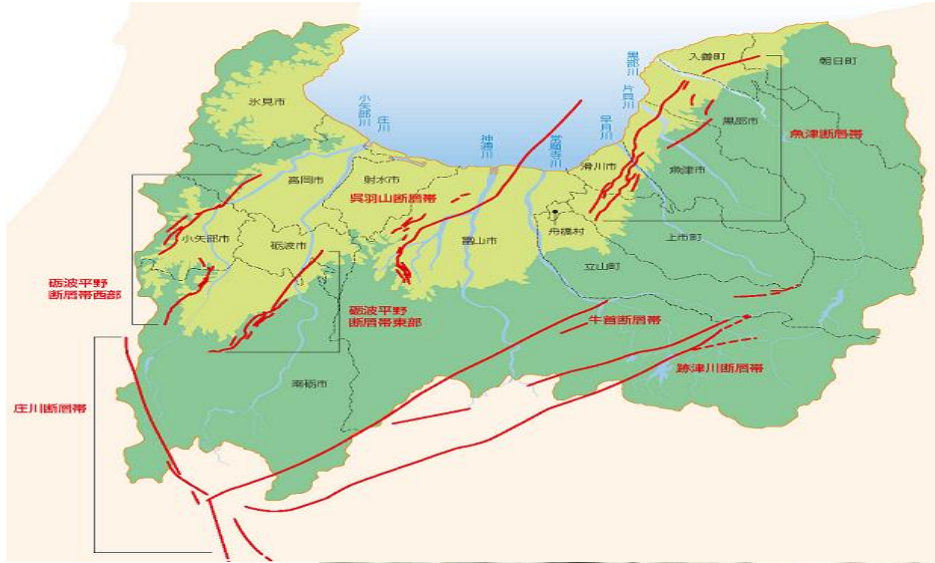 氷見市
小矢部川
庄川
高岡市
射水市
呉羽山断層帯
神通川
常願寺川
早月川
片貝川
黒部川
入善町
朝日町
黒部市
魚津断層帯
魚津市
滑川市
舟橋村
上市町
立山町
富山市
小矢部市
砺波市
砺波平野
断層帯西部
砺波平野
断層帯東部
牛首断層帯
跡津川断層帯
南砺市
庄川断層帯